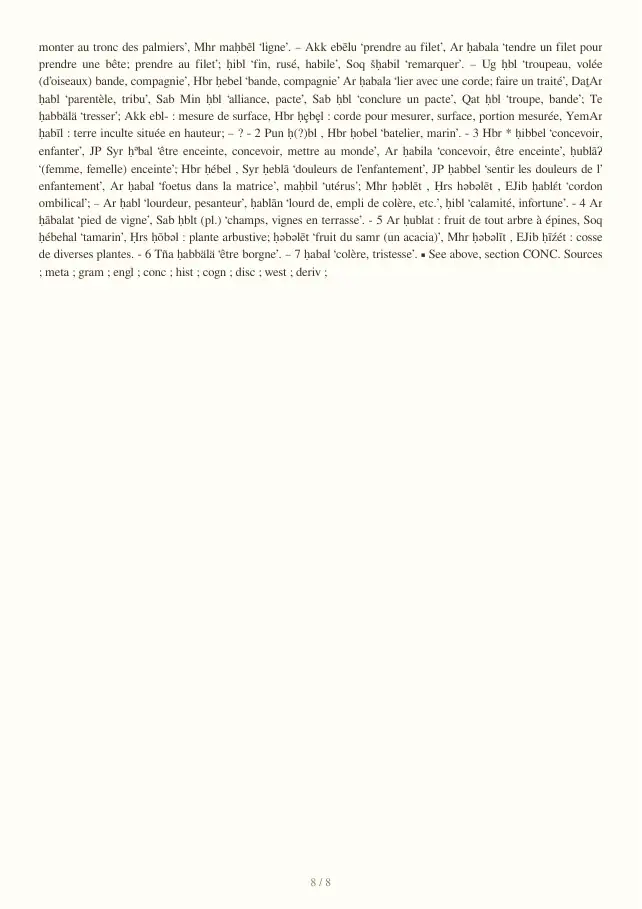 monter au tronc des palmiers’, Mhr maḥbēl ‘ligne’. – Akk ebēlu ‘prendre au filet’, Ar ḥabala ‘tendre un filet pour
prendre une bête; prendre au filet’; ḥibl ‘fin, rusé, habile’, Soq šḥabil ‘remarquer’. – Ug ḥbl ‘troupeau, volée
(d’oiseaux) bande, compagnie’, Hbr ḥebel ‘bande, compagnie’ Ar ḥabala ‘lier avec une corde; faire un traité’, DaṯAr
ḥabl ‘parentèle, tribu’, Sab Min ḥbl ‘alliance, pacte’, Sab ḥbl ‘conclure un pacte’, Qat ḥbl ‘troupe, bande’; Te
ḥabbälä ‘tresser’; Akk ebl- : mesure de surface, Hbr ḥẹbẹl : corde pour mesurer, surface, portion mesurée, YemAr
ḥabīl : terre inculte située en hauteur; – ? - 2 Pun ḥ(?)bl , Hbr ḥobel ‘batelier, marin’. - 3 Hbr * ḥibbel ‘concevoir,
enfanter’, JP Syr ḥᵊbal ‘être enceinte, concevoir, mettre au monde’, Ar ḥabila ‘concevoir, être enceinte’, ḥublāʔ
‘(femme, femelle) enceinte’; Hbr ḥébel , Syr ḥeblā ‘douleurs de l’enfantement’, JP ḥabbel ‘sentir les douleurs de l’
enfantement’, Ar ḥabal ‘foetus dans la matrice’, maḥbil ‘utérus’; Mhr ḥəblēt , Hrs ḥəbəlēt , EJib ḥablɛ́t ‘cordon
ombilical’; – Ar ḥabl ‘lourdeur, pesanteur’, ḥablān ‘lourd de, empli de colère, etc.’, ḥibl ‘calamité, infortune’. - 4 Ar
ḥābalat ‘pied de vigne’, Sab ḥblt (pl.) ‘champs, vignes en terrasse’. - 5 Ar ḥublat : fruit de tout arbre à épines, Soq
ḥébehal ‘tamarin’, Ḥrs ḥōbəl : plante arbustive; ḥəbəlēt ‘fruit du samr (un acacia)’, Mhr ḥəbəlīt , EJib ḥīźét : cosse
de diverses plantes. - 6 Tña ḥabbälä ‘être borgne’. – 7 ḥabal ‘colère, tristesse’. ▪ See above, section CONC. Sources
; meta ; gram ; engl ; conc ; hist ; cogn ; disc ; west ; deriv ;
8 / 8